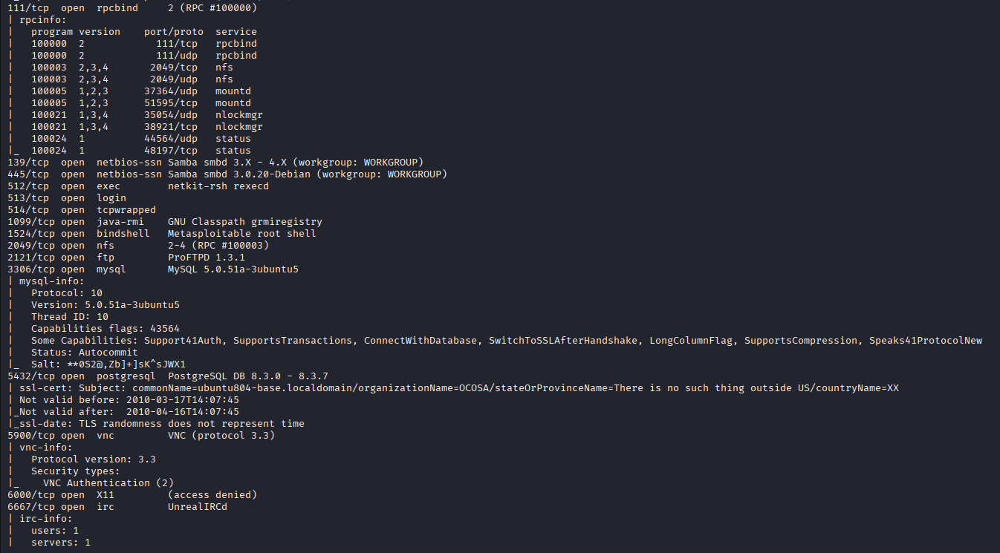 111/tcp  open  rpcbind     2 (RPC #100000)
| rpcinfo:
|   program version    port/proto  service
|   100000  2            111/tcp   rpcbind
|   100000  2            111/udp   rpcbind
|   100003  2,3,4       2049/tcp   nfs
|   100003  2,3,4       2049/udp   nfs
|   100005  1,2,3      37364/udp   mountd
|   100005  1,2,3      51595/tcp   mountd
|   100021  1,3,4      35054/udp   nlockmgr
|   100021  1,3,4      38921/tcp   nlockmgr
|   100024  1          44564/udp   status
|_  100024  1          48197/tcp   status
139/tcp  open  netbios-ssn Samba smbd 3.X - 4.X (workgroup: WORKGROUP)
445/tcp  open  netbios-ssn Samba smbd 3.0.20-Debian (workgroup: WORKGROUP)
512/tcp  open  exec        netkit-rsh rexecd
513/tcp  open  login
514/tcp  open  tcpwrapped
1099/tcp open  java-rmi    GNU Classpath grmiregistry
1524/tcp open  bindshell   Metasploitable root shell
2049/tcp open  nfs         2-4 (RPC #100003)
2121/tcp open  ftp         ProFTPD 1.3.1
3306/tcp open  mysql       MySQL 5.0.51a-3ubuntu5
| mysql-info:
|   Protocol: 10
|   Version: 5.0.51a-3ubuntu5
|   Thread ID: 10
|   Capabilities flags: 43564
|   Some Capabilities: Support41Auth, SupportsTransactions, ConnectWithDatabase, SwitchToSSLAfterHandshake, LongColumnFlag, SupportsCompression, Speaks41ProtocolNew
|   Status: Autocommit
|_  Salt: **0S2@,Zb]+]sK^sJWX1
5432/tcp open  postgresql  PostgreSQL DB 8.3.0 - 8.3.7
| ssl-cert: Subject: commonName=ubuntu804-base.localdomain/organizationName=OCOSA/stateOrProvinceName=There is no such thing outside US/countryName=XX
| Not valid before: 2010-03-17T14:07:45
|_Not valid after:  2010-04-16T14:07:45
|_ssl-date: TLS randomness does not represent time
5900/tcp open  vnc         VNC (protocol 3.3)
| vnc-info:
|   Protocol version: 3.3
|   Security types:
|_    VNC Authentication (2)
6000/tcp open  X11         (access denied)
6667/tcp open  irc         UnrealIRCd
| irc-info:
|   users: 1
|   servers: 1